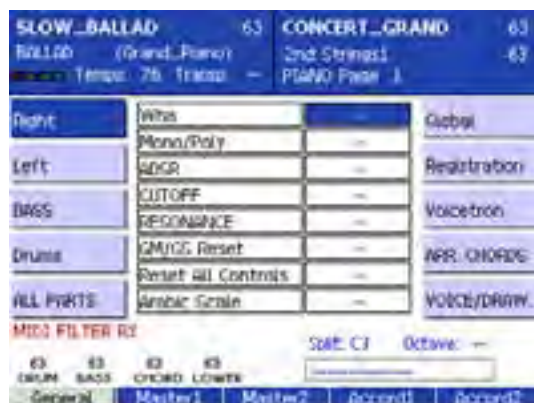 SLOW_BALLAD 63 CONCERT_GRAND 63
BALLAD (Grand_Piano) 2nd Strings1 63
Tempo 76 Transp -- PIANO Page 1
Right
Left
BASS
Drums
ALL PARTS
Mono/Poly --
ADSR --
CUTOFF --
RESONANCE --
GM/GS Reset --
Reset All Controls --
Arabic Scale --
Global
Registration
Voicetron
ARR. CHORDS
VOICE/DRAW.
MIDI FILTER RX
Split: C3 Octave: --
63 63 63 63
DRUM BASS CHORD LOWER
General Master1 Master2 Accord1 Accord2